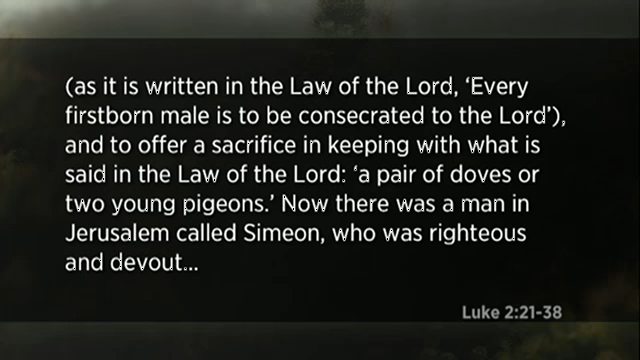 (as it is written in the Law of the Lord, ‘Every
firstborn male is to be consecrated to the Lord’),
and to offer a sacrifice in keeping with what is
said in the Law of the Lord: ‘a pair of doves or
two young pigeons.’ Now there was a man in
Jerusalem called Simeon, who was righteous
and devout...
Luke 2:21-38